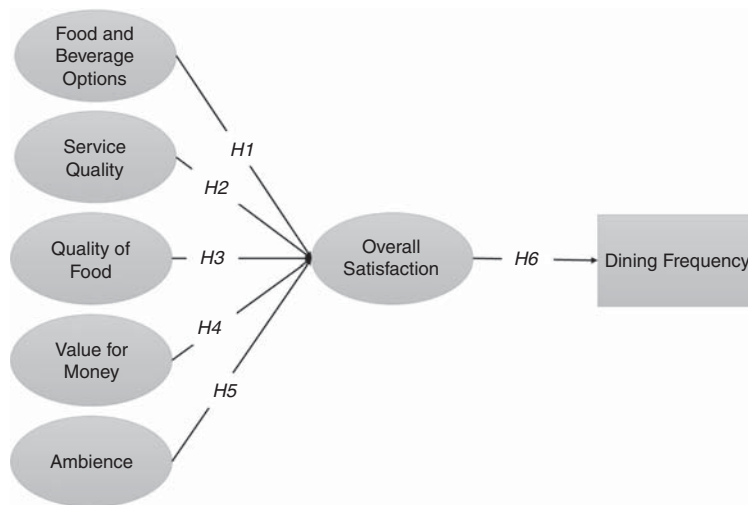 Food and
Beverage
Options
H1
Service
Quality
H2
Quality of
Food
H3
Overall
Satisfaction
H6
Dining Frequency
Value for
Money
H4
H5
Ambience